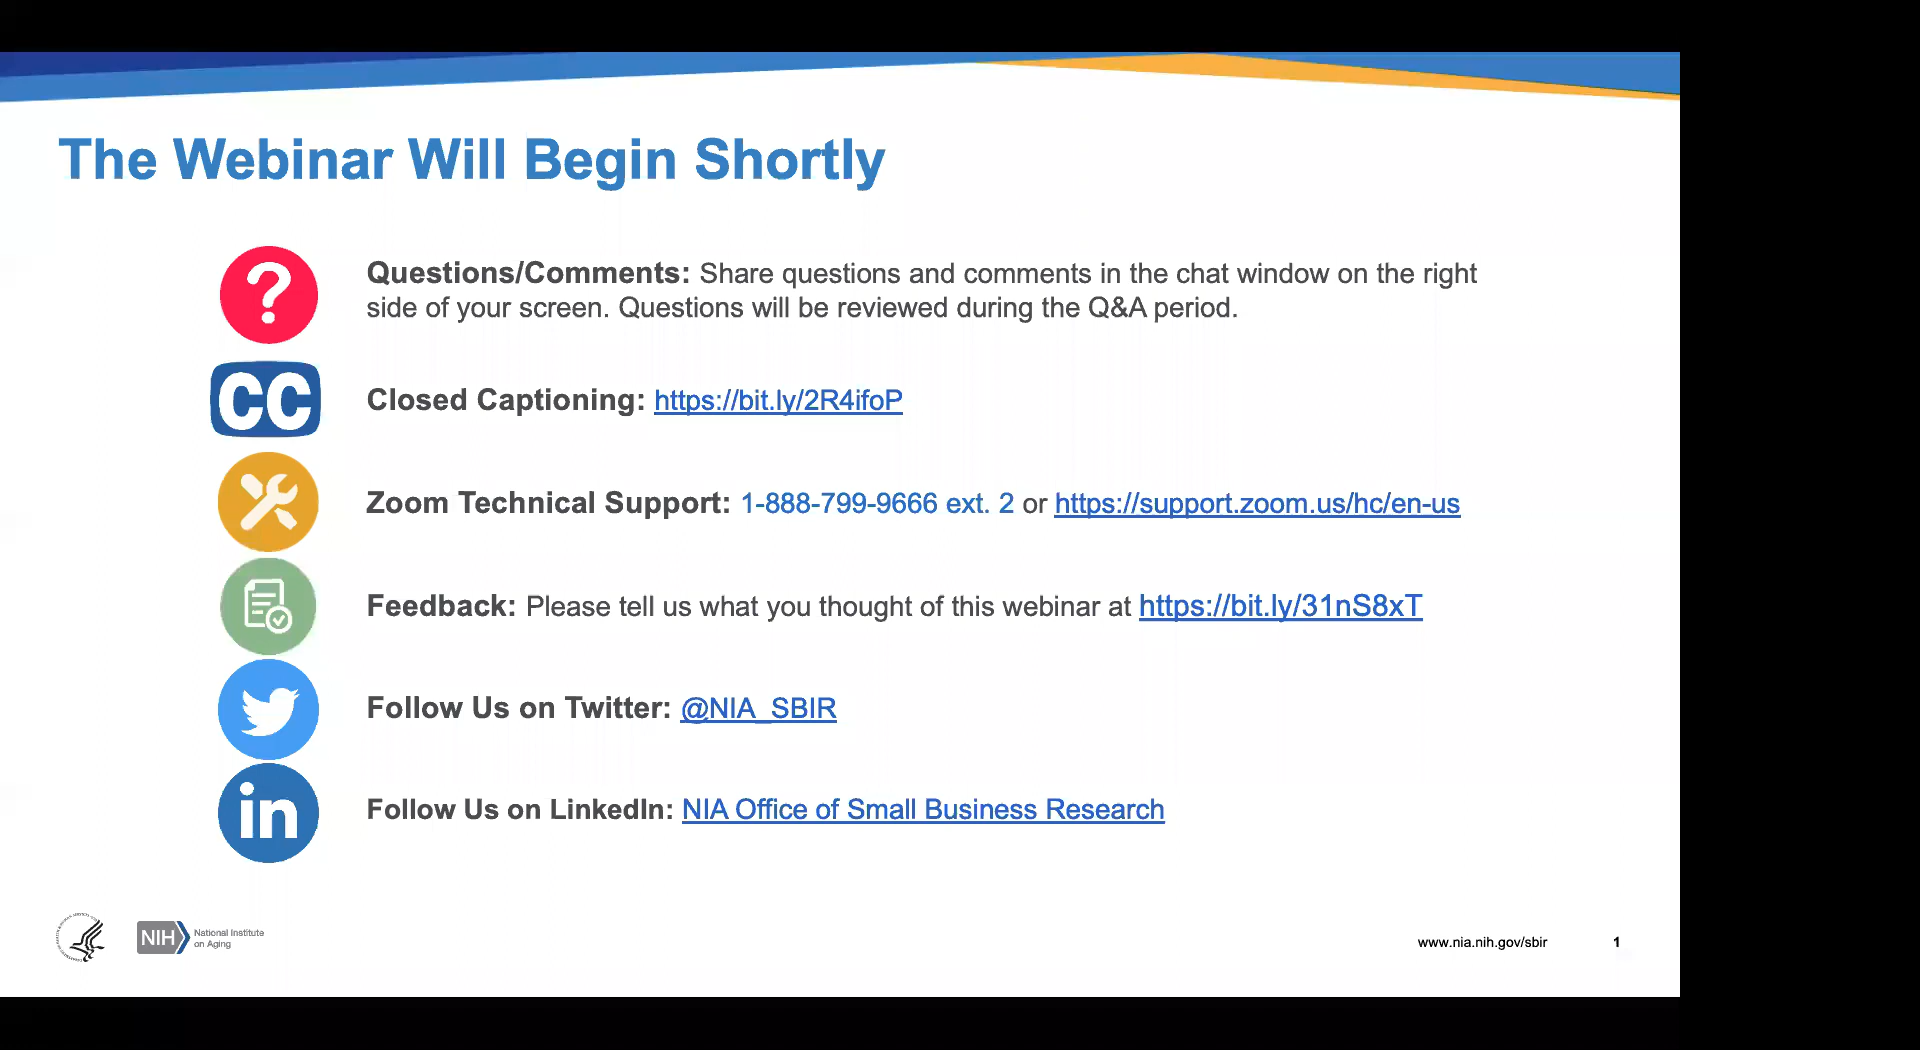 The Webinar Will Begin Shortly
?
Questions/Comments: Share questions and comments in the chat window on the right
side of your screen. Questions will be reviewed during the Q&A period.
CC
Closed Captioning: https://bit.ly/2R4ifoP
Zoom Technical Support: 1-888-799-9666 ext. 2 or https://support.zoom.us/hc/en-us
Feedback: Please tell us what you thought of this webinar at https://bit.ly/31nS8xT
Follow Us on Twitter: @NIA_SBIR
in
Follow Us on LinkedIn: NIA Office of Small Business Research
NIH
National Institute
on Aging
www.nia.nih.gov/sbir
1